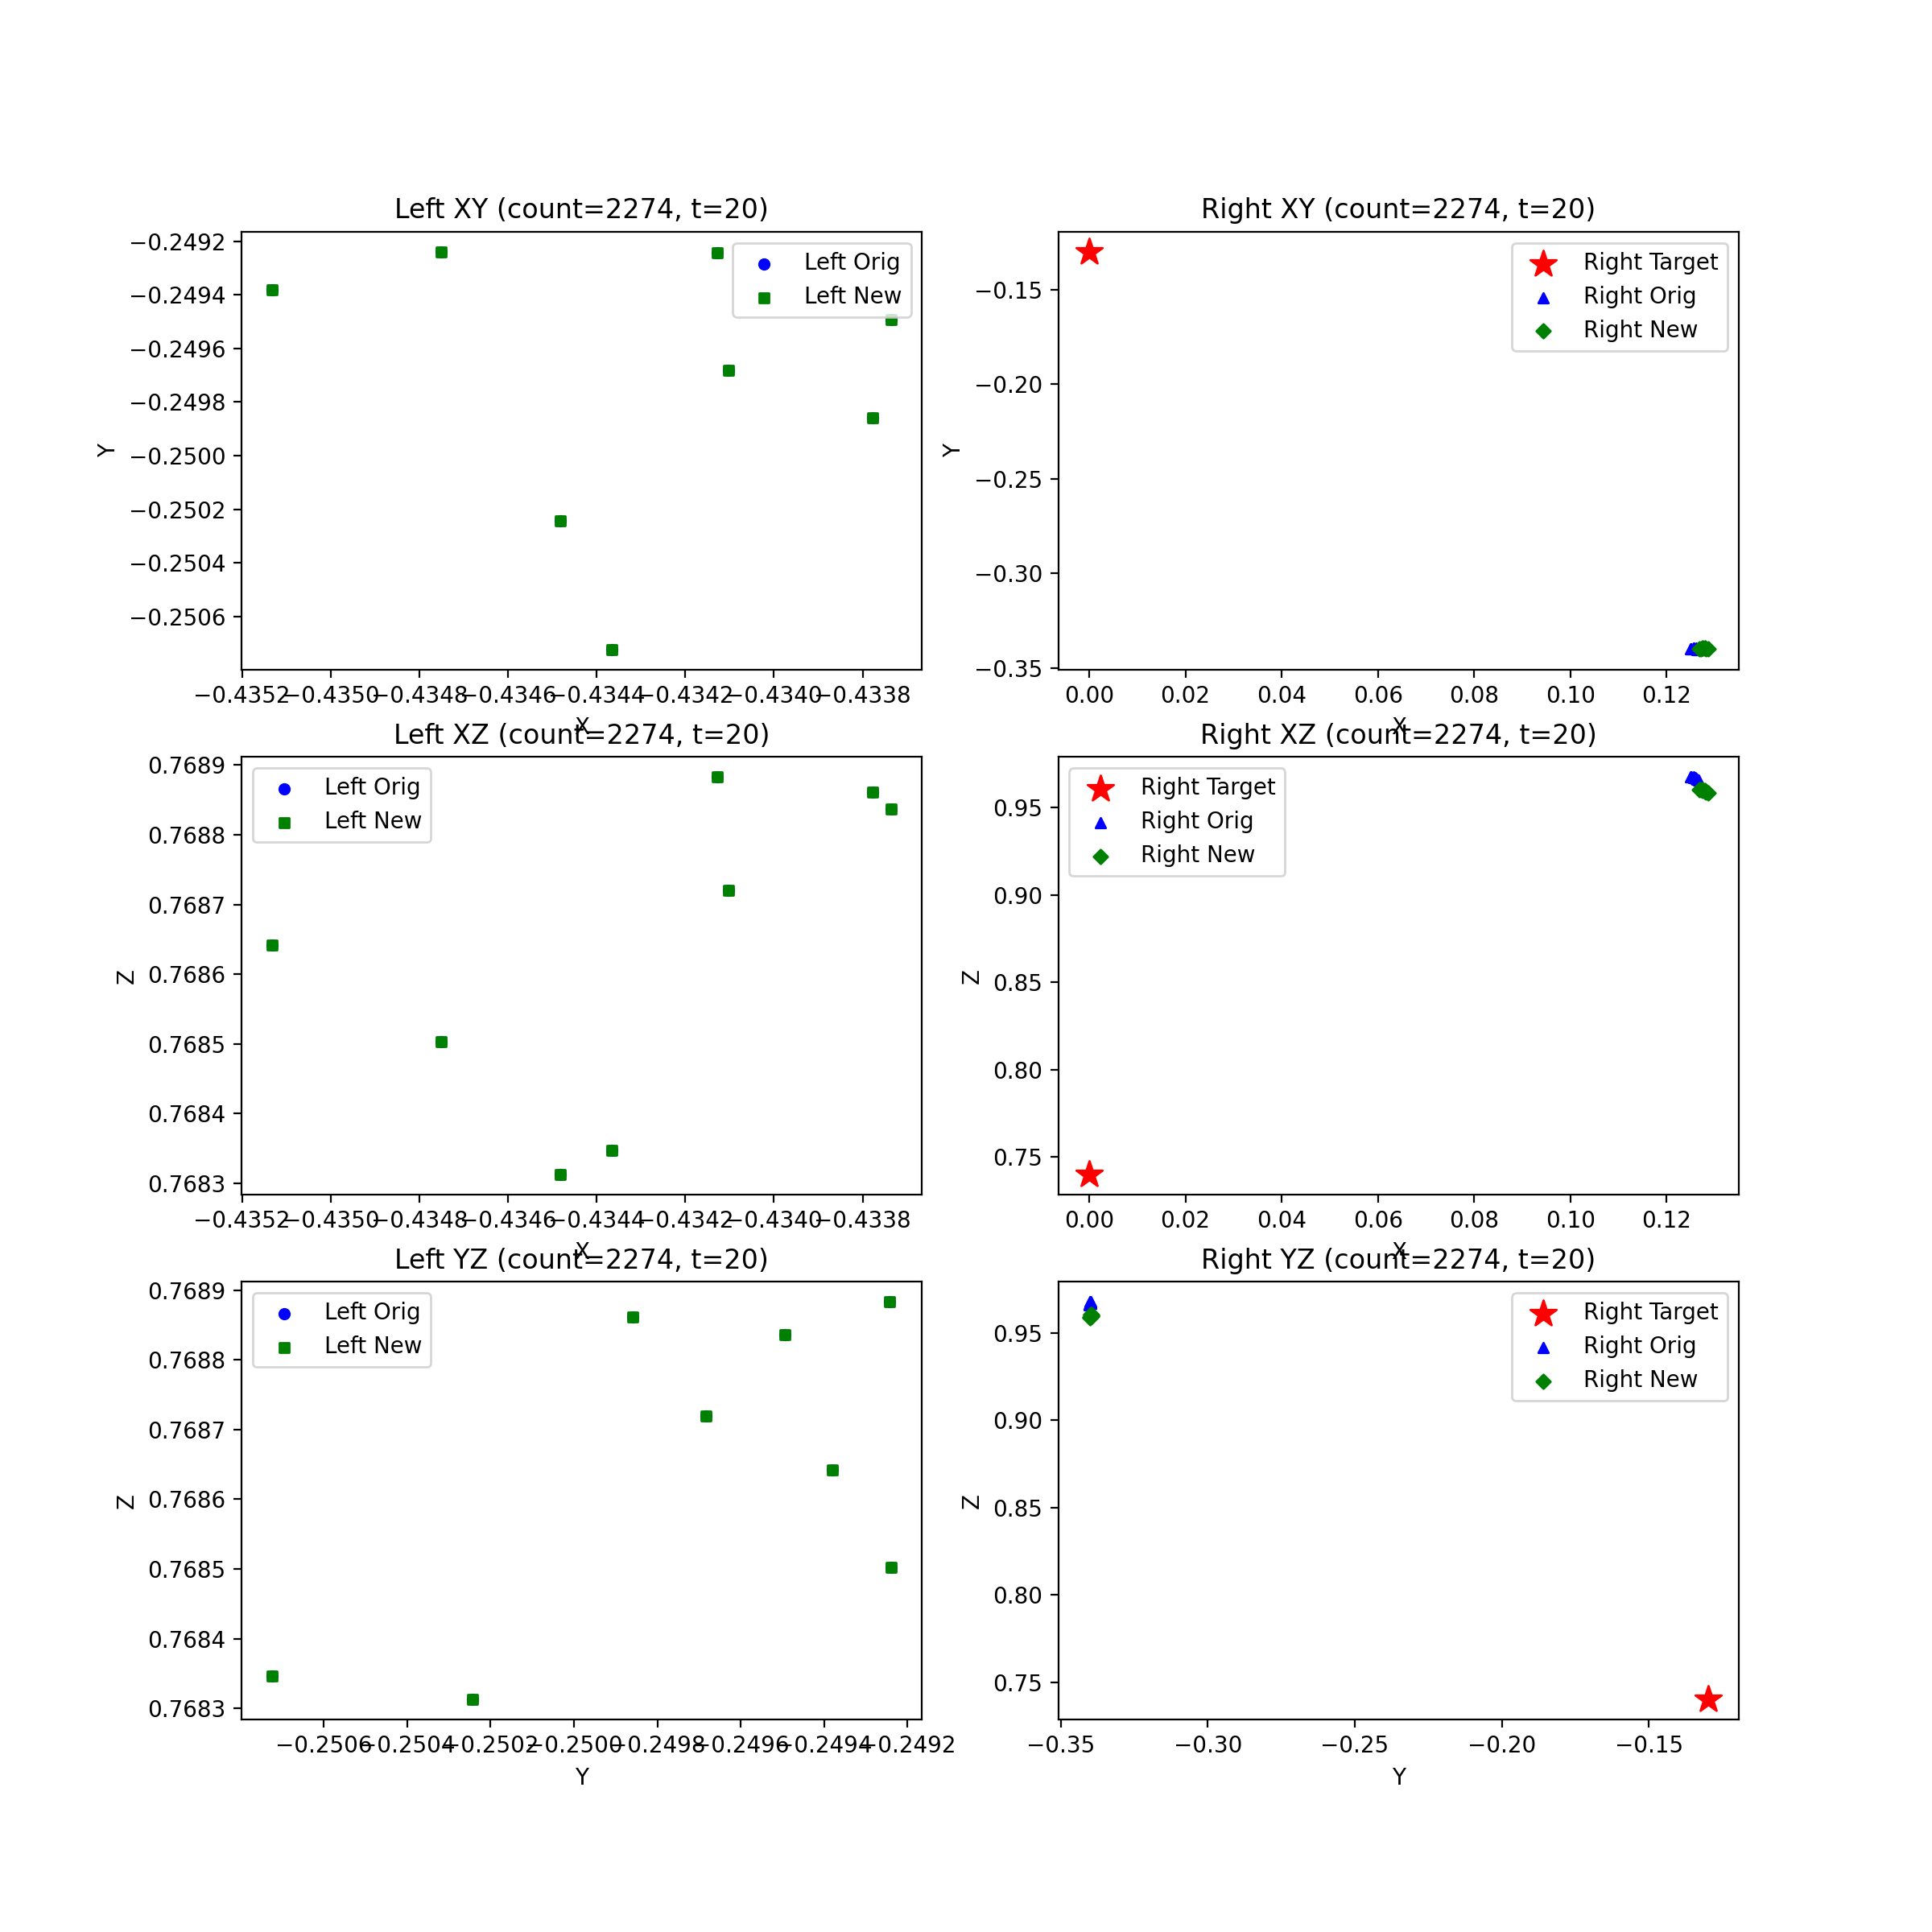 Left XY (count=2274, t=20)
Right XY (count=2274, t=20)
−0.2492
−0.2494
−0.2496
−0.2498
−0.2500
−0.2502
−0.2504
−0.2506
Y
Left Orig
Left New
−0.4352 −0.4350 −0.4348 −0.4346 −0.4344 −0.4342 −0.4340 −0.4338
X
−0.15
−0.20
−0.25
−0.30
−0.35
Y
Right Target
Right Orig
Right New
0.00 0.02 0.04 0.06 0.08 0.10 0.12
X
Left XZ (count=2274, t=20)
Right XZ (count=2274, t=20)
0.7689
0.7688
0.7687
0.7686
0.7685
0.7684
0.7683
Z
Left Orig
Left New
−0.4352 −0.4350 −0.4348 −0.4346 −0.4344 −0.4342 −0.4340 −0.4338
X
0.95
0.90
0.85
0.80
0.75
Z
Right Target
Right Orig
Right New
0.00 0.02 0.04 0.06 0.08 0.10 0.12
X
Left YZ (count=2274, t=20)
Right YZ (count=2274, t=20)
0.7689
0.7688
0.7687
0.7686
0.7685
0.7684
0.7683
Z
Left Orig
Left New
−0.2506 −0.2504 −0.2502 −0.2500 −0.2498 −0.2496 −0.2494 −0.2492
Y
0.95
0.90
0.85
0.80
0.75
Z
Right Target
Right Orig
Right New
−0.35 −0.30 −0.25 −0.20 −0.15
Y